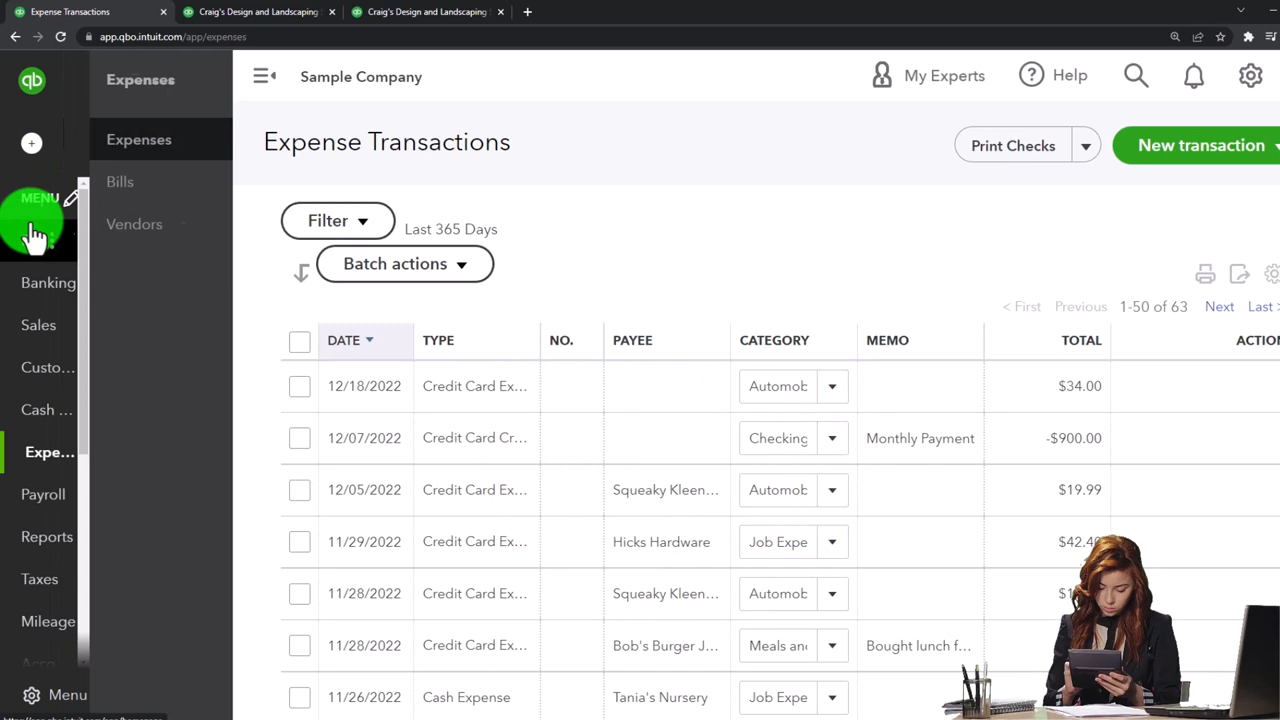 Expense Transactions
Craig's Design and Landscaping
Craig's Design and Landscaping
app.qbo.intuit.com/app/expenses
qb
Expenses
Sample Company
My Experts
Help
Expenses
Expense Transactions
Print Checks
New transaction
MENU
Bills
Filter
Last 365 Days
Vendors
Batch actions
Banking
< First
Previous
1-50 of 63
Next
Last >
Sales
DATE TYPE NO. PAYEE CATEGORY MEMO TOTAL ACTION
Custo...
12/18/2022 Credit Card Ex... Automob $34.00
Cash ...
12/07/2022 Credit Card Cr... Checking Monthly Payment -$900.00
Expe...
12/05/2022 Credit Card Ex... Squeaky Kleen... Automob $19.99
Payroll
11/29/2022 Credit Card Ex... Hicks Hardware Job Expe
Reports
11/28/2022 Credit Card Ex... Squeaky Kleen... Automob
Taxes
11/28/2022 Credit Card Ex... Bob's Burger J... Meals and Bought lunch f...
Mileage
11/26/2022 Cash Expense Tania's Nursery Job Expe
Menu